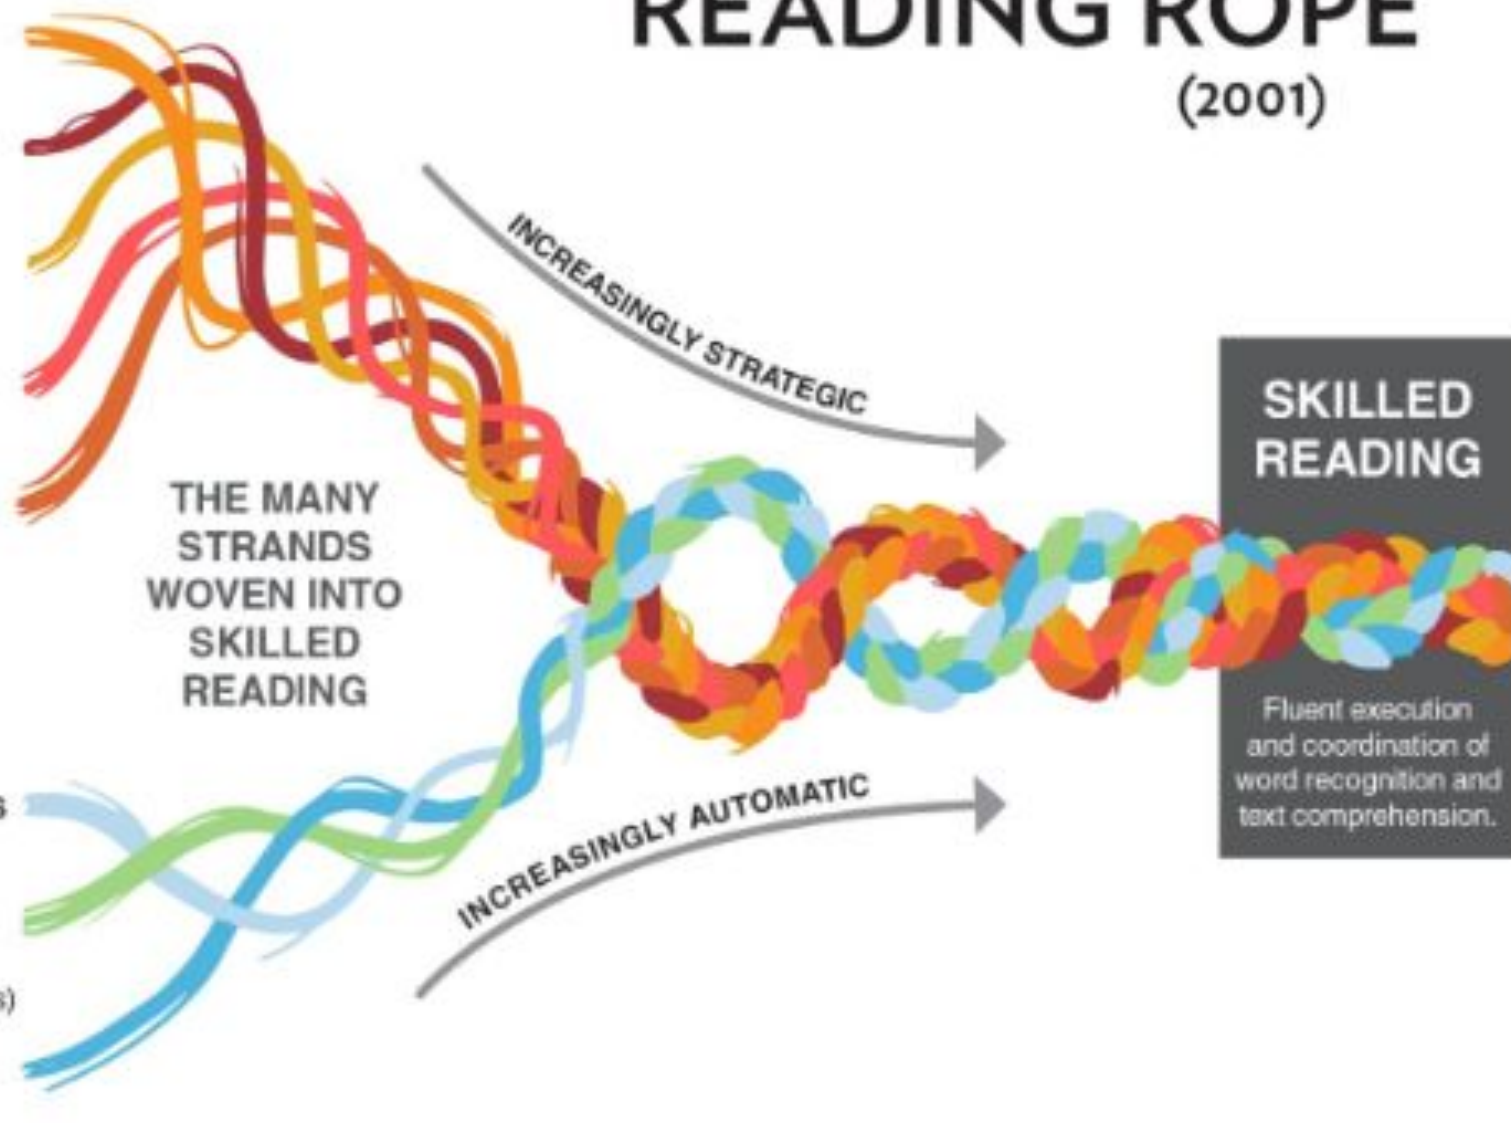 READING ROPE
(2001)
INCREASINGLY STRATEGIC
SKILLED
READING
THE MANY
STRANDS
WOVEN INTO
SKILLED
READING
Fluent execution
and coordination of
word recognition and
text comprehension.
s
INCREASINGLY AUTOMATIC
s)